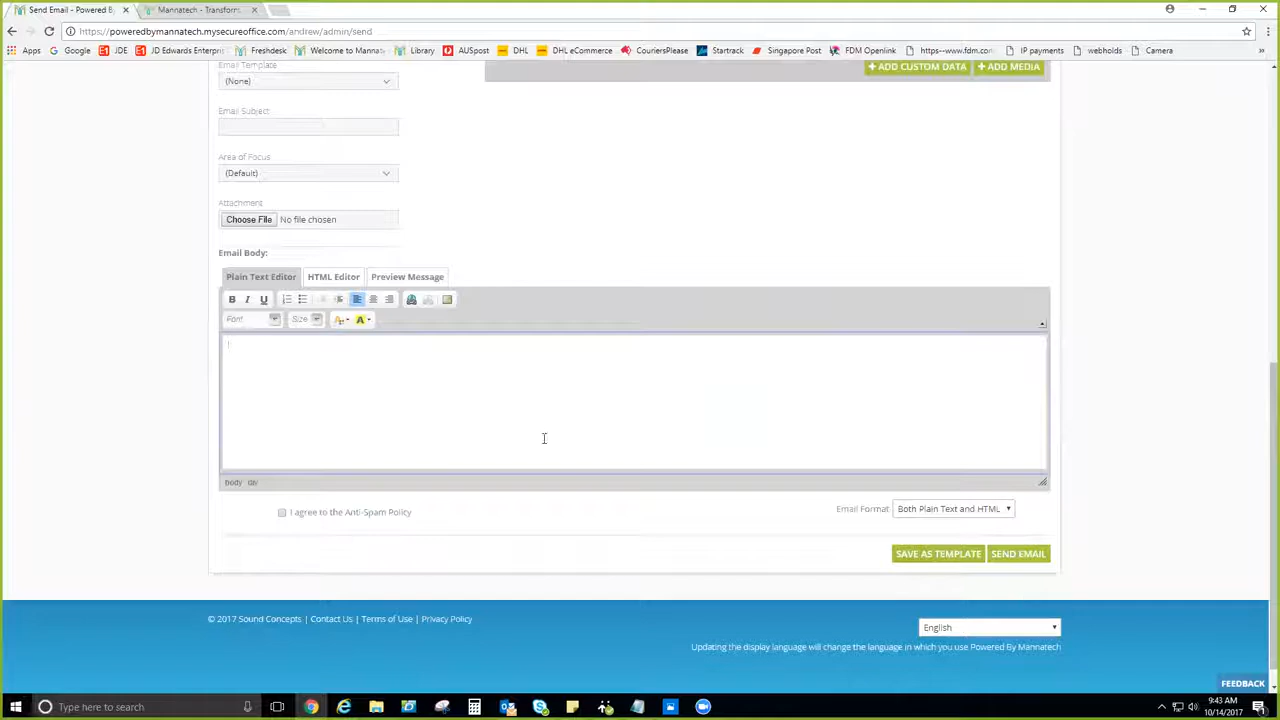 Send Email - Powered B
Mannatech - Transform
https://poweredbymannatech.mysecureoffice.com/andrew/admin/send
Apps Google JDE JD Edwards Enterpri Freshdesk Welcome to Manna Library AUSpost DHL DHL eCommerce CouriersPlease Startrack Singapore Post FDM Openlink https--www.fdm.com IP payments webholds Camera »
Email Template
(None)
+ ADD CUSTOM DATA + ADD MEDIA
Email Subject
Area of Focus
(Default)
Attachment
Choose File No file chosen
Email Body:
Plain Text Editor HTML Editor Preview Message
B I U
Font Size A A
body div
I agree to the Anti-Spam Policy
Email Format Both Plain Text and HTML
SAVE AS TEMPLATE SEND EMAIL
© 2017 Sound Concepts | Contact Us | Terms of Use | Privacy Policy
English
Updating the display language will change the language in which you use Powered By Mannatech
FEEDBACK
Type here to search
9:43 AM
10/14/2017